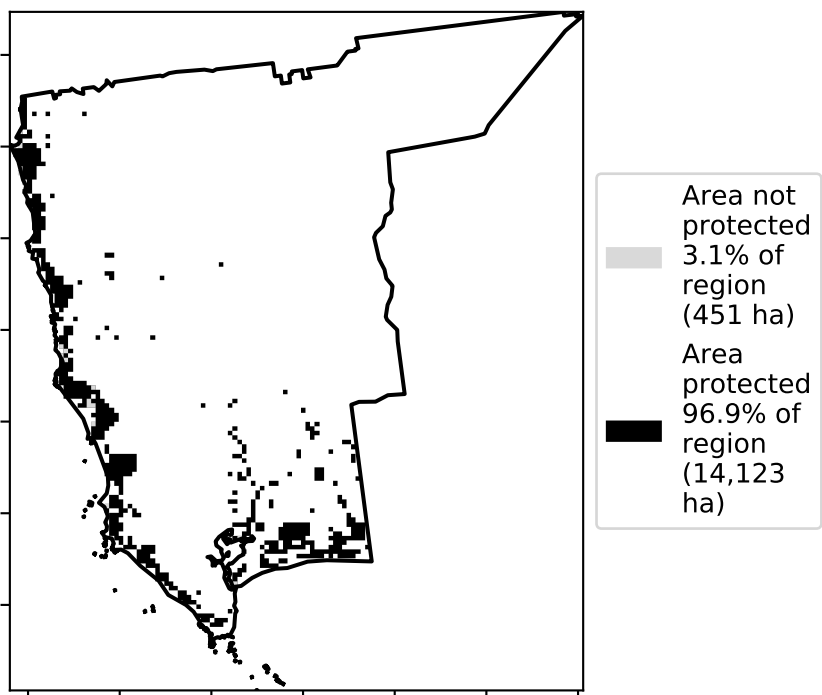 Area not
protected
3.1% of
region
(451 ha)
Area
protected
96.9% of
region
(14,123
ha)